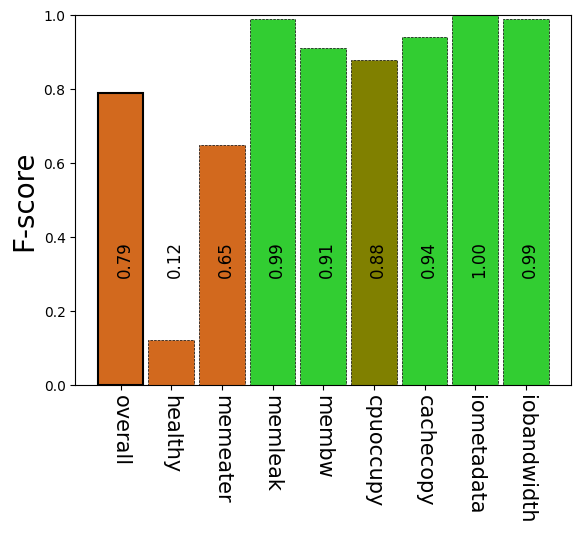 F-score
1.0
0.8
0.6
0.4
0.2
0.0
0.79
0.12
0.65
0.99
0.91
0.88
0.94
1.00
0.99
overall
healthy
memeater
memleak
membw
cpuoccupy
cachecopy
iometadata
iobandwidth